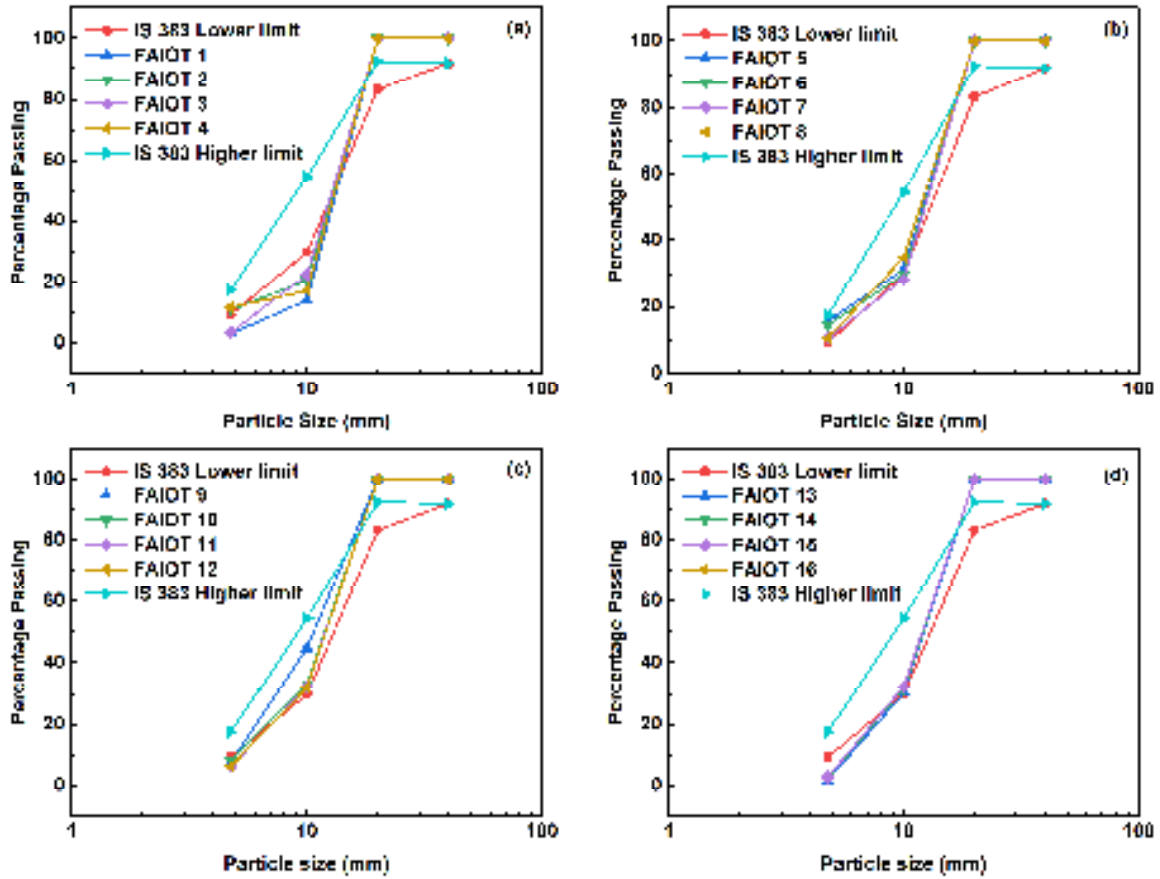 (a)
IS 383 Lower limit
FAIOT 1
FAIOT 2
FAIOT 3
FAIOT 4
IS 383 Higher limit
Percentage Passing
100
80
60
40
20
0
1
10
100
Particle Size (mm)
(b)
IS 383 Lower limit
FAIOT 5
FAIOT 6
FAIOT 7
FAIOT 8
IS 383 Higher limit
Percenatge Passing
100
80
60
40
20
0
1
10
100
Particle Size (mm)
(c)
IS 383 Lower limit
FAIOT 9
FAIOT 10
FAIOT 11
FAIOT 12
IS 383 Higher limit
Percentage Passing
100
80
60
40
20
0
1
10
100
Particle size (mm)
(d)
IS 383 Lower limit
FAIOT 13
FAIOT 14
FAIOT 15
FAIOT 16
IS 383 Higher limit
Percentage Passing
100
80
60
40
20
0
1
10
100
Particle size (mm)